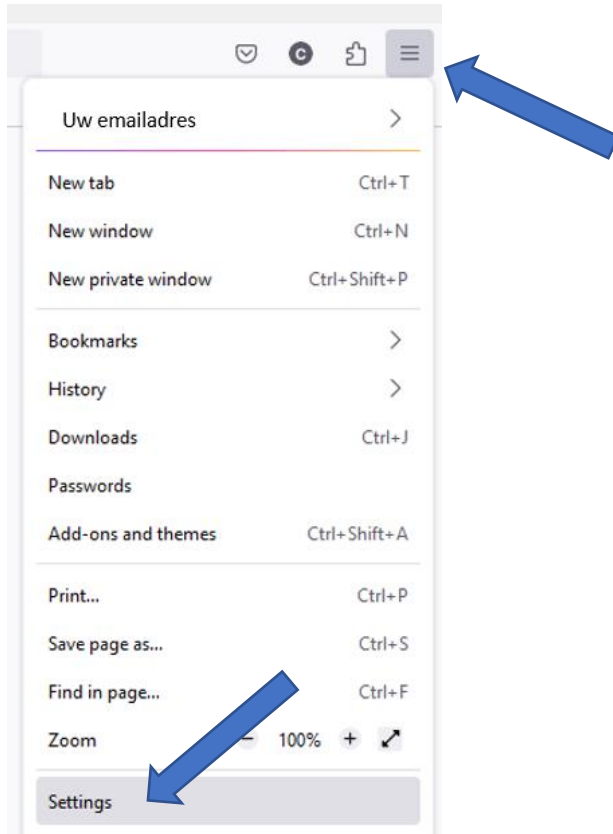 C
Uw emailadres
New tab Ctrl+T
New window Ctrl+N
New private window Ctrl+Shift+P
Bookmarks
History
Downloads Ctrl+J
Passwords
Add-ons and themes Ctrl+Shift+A
Print... Ctrl+P
Save page as... Ctrl+S
Find in page... Ctrl+F
Zoom − 100% +
Settings